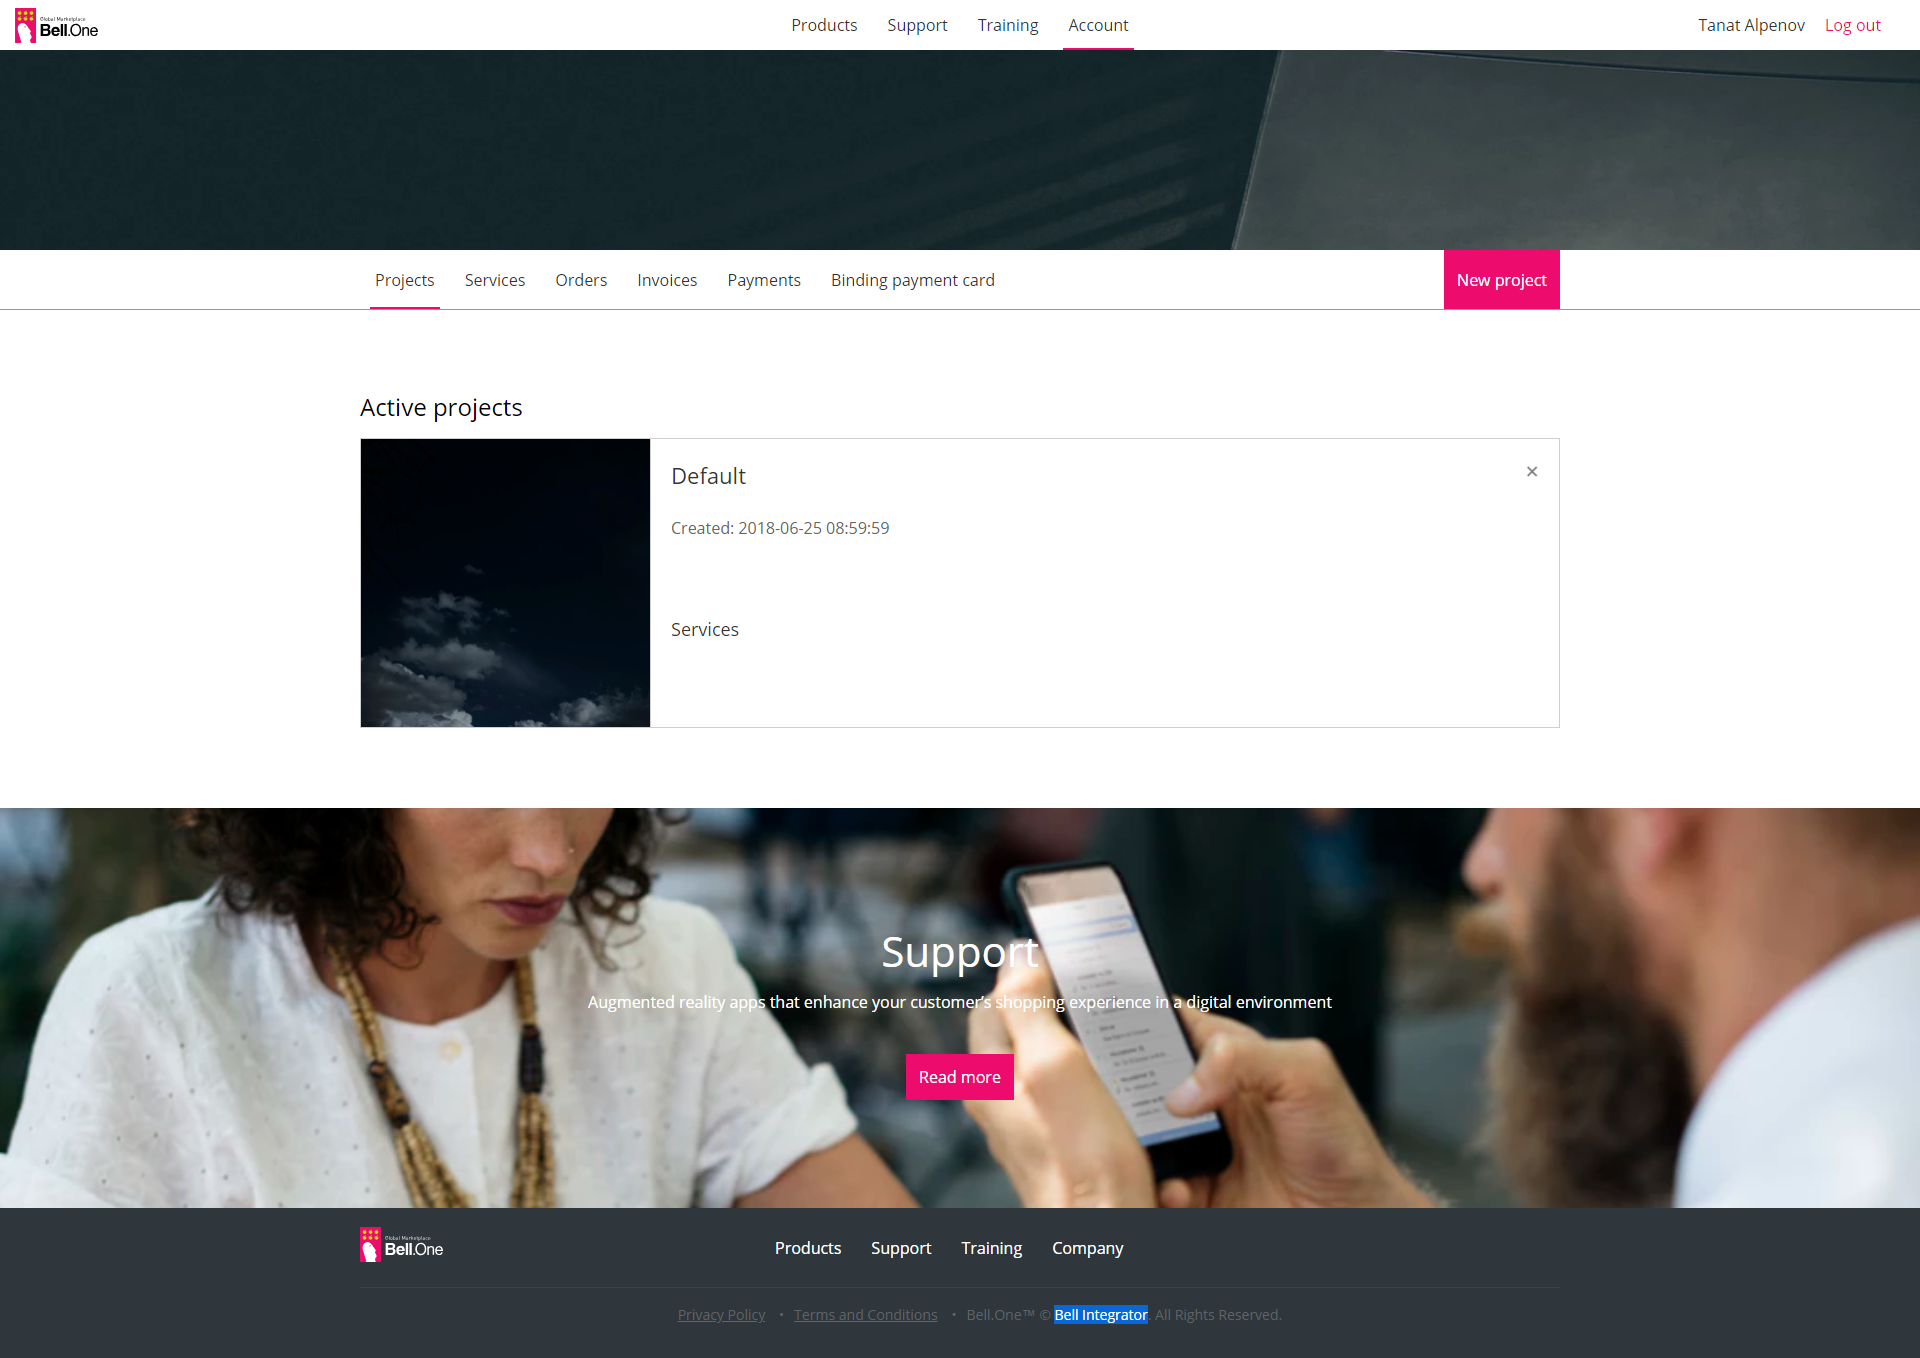 Global Marketplace
Bell.One
Products Support Training Account
Tanat Alpenov Log out
Projects Services Orders Invoices Payments Binding payment card
New project
Active projects
Default
Created: 2018-06-25 08:59:59
Services
Support
Augmented reality apps that enhance your customer’s shopping experience in a digital environment
Read more
Global Marketplace
Bell.One
Products Support Training Company
Privacy Policy • Terms and Conditions • Bell.One™ © Bell Integrator. All Rights Reserved.